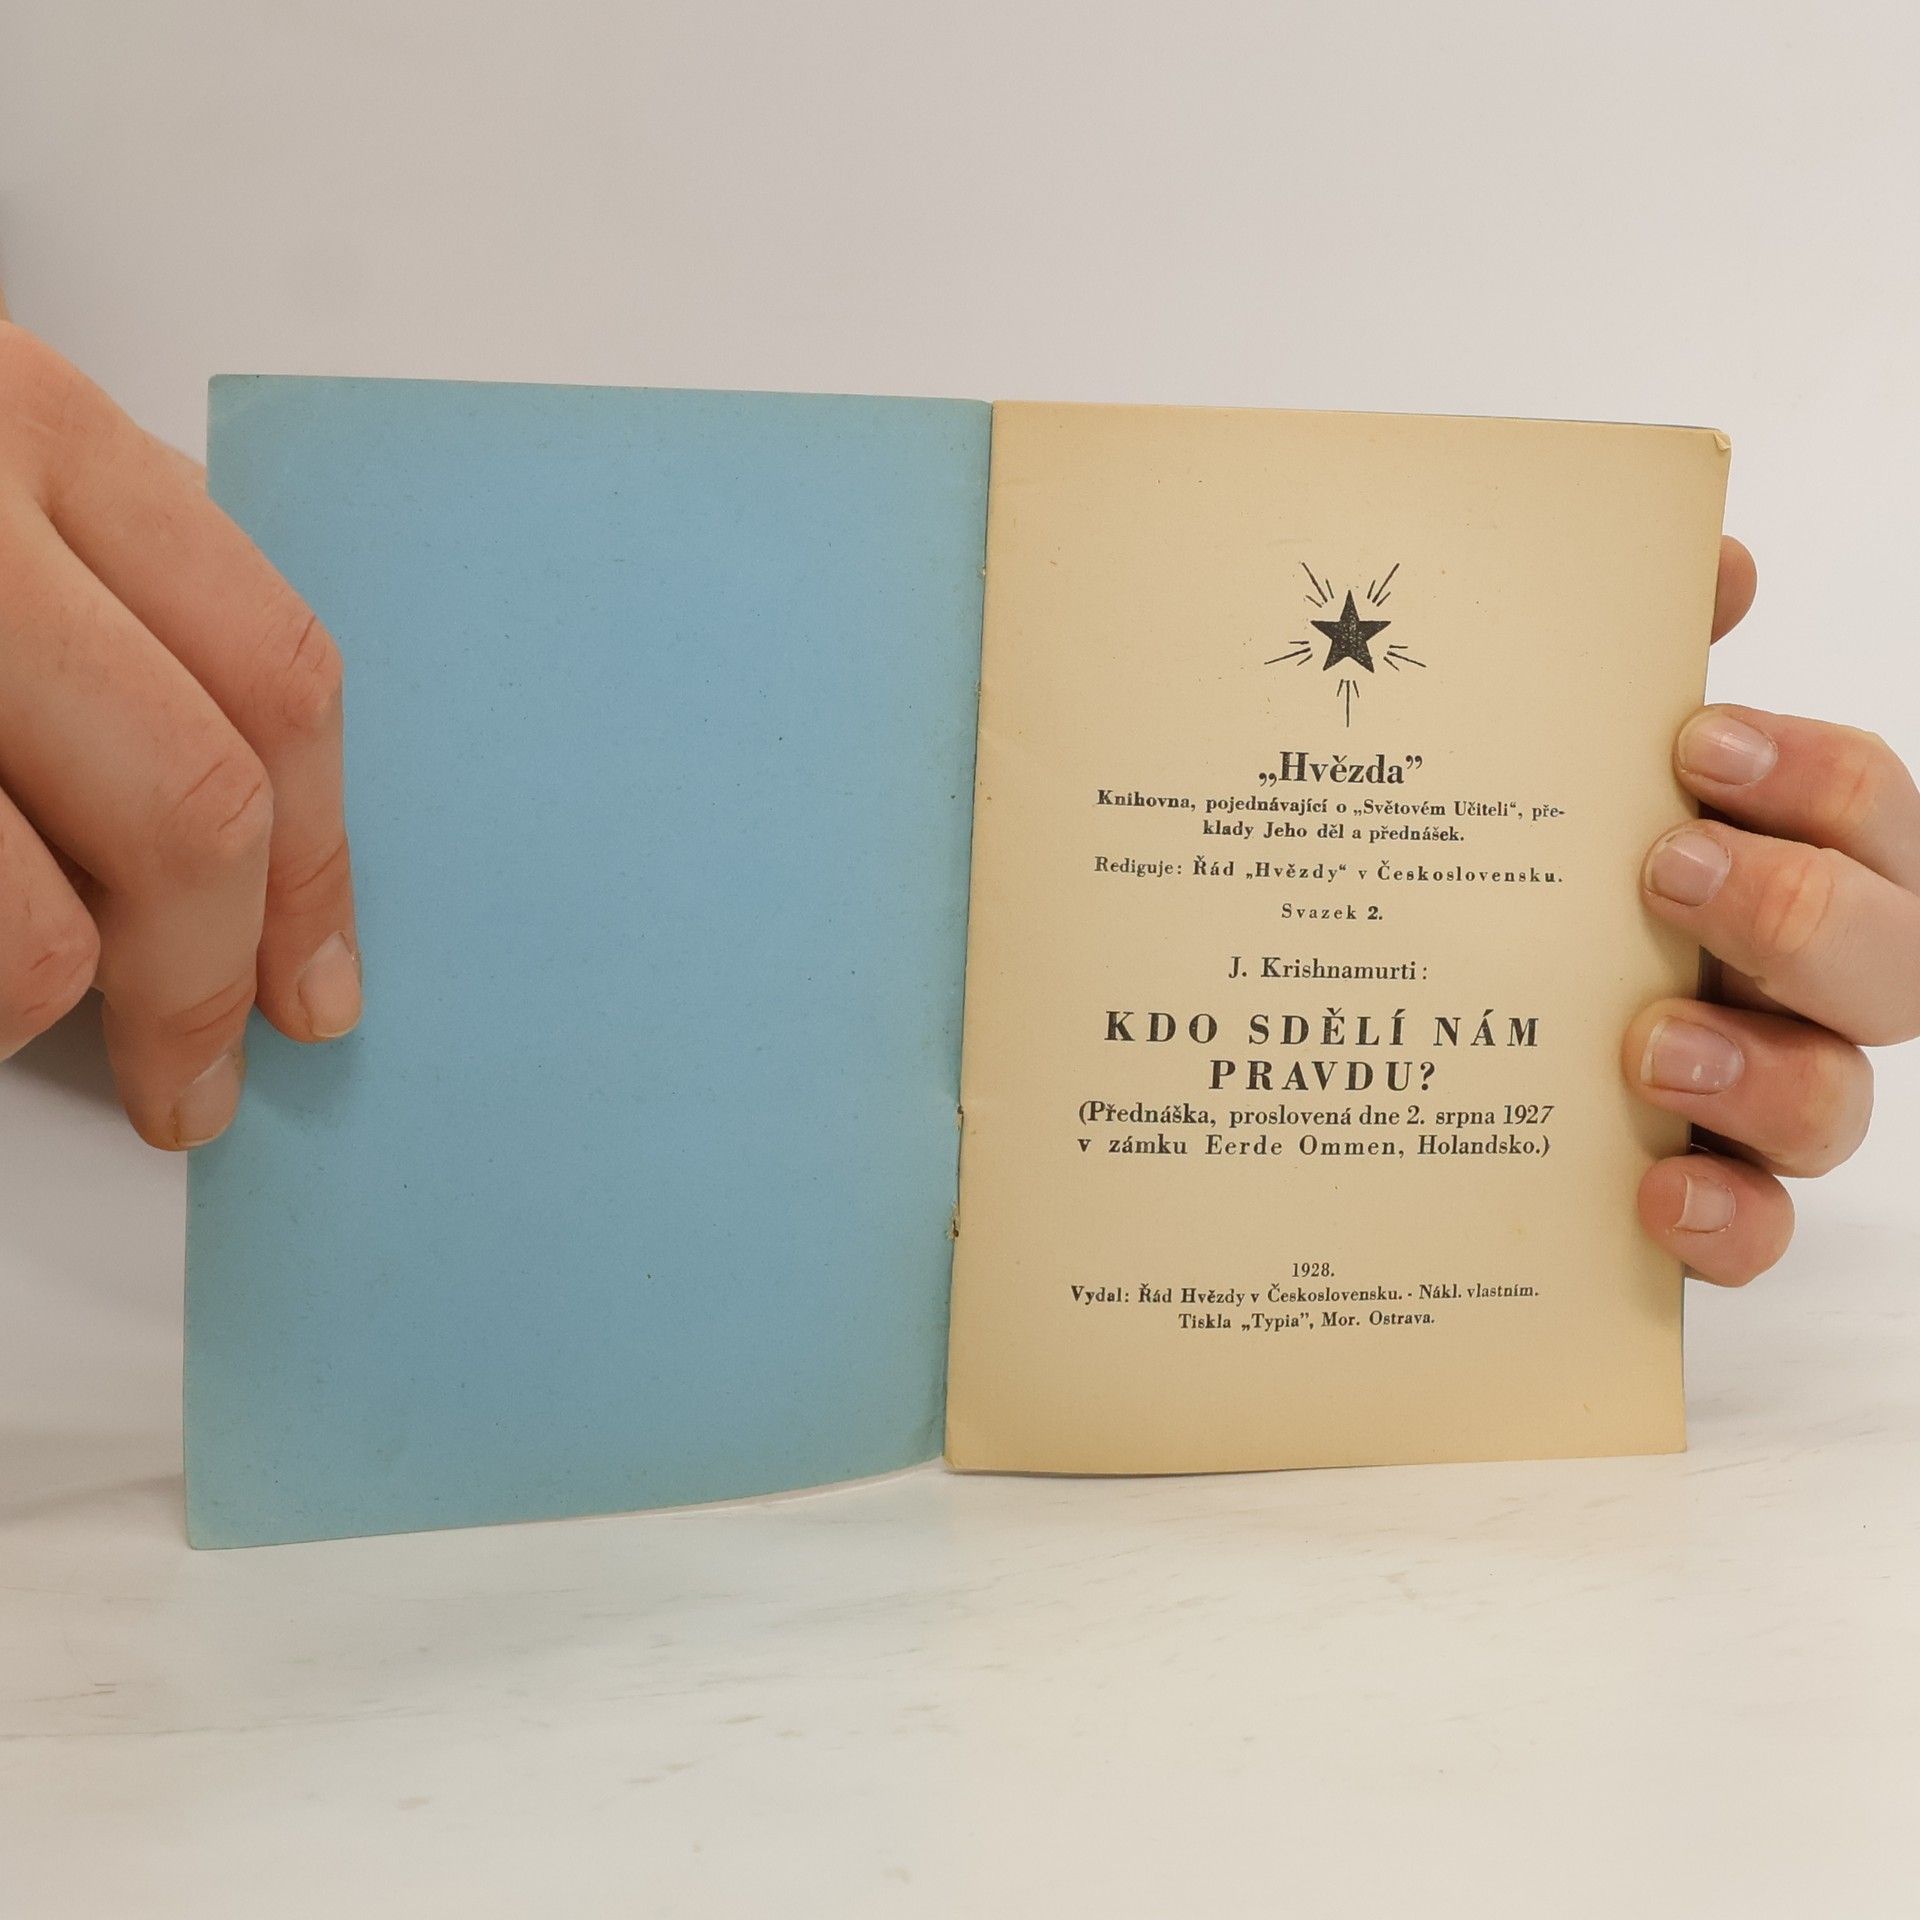 „Hvězda”
Knihovna, pojednávající o „Světovém Učiteli“, pře-
klady Jeho děl a přednášek.
Rediguje: Řád „Hvězdy“ v Československu.
Svazek 2.
J. Krishnamurti:
KDO SDĚLÍ NÁM
PRAVDU?
(Přednáška, proslovená dne 2. srpna 1927
v zámku Eerde Ommen, Holandsko.)
1928.
Vydal: Řád Hvězdy v Československu. - Nákl. vlastním.
Tiskla „Typia”, Mor. Ostrava.